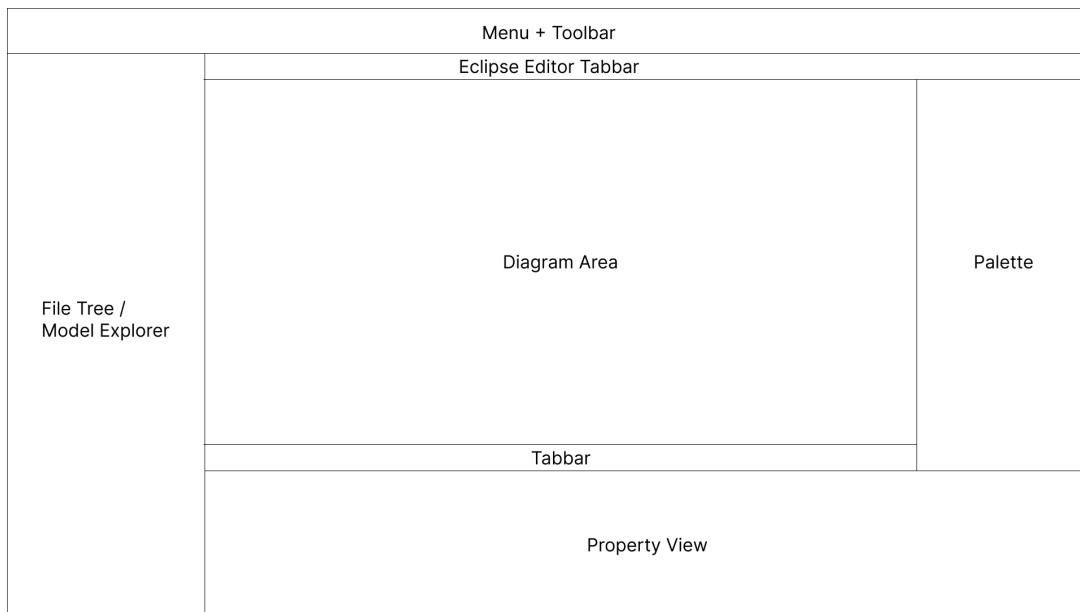 Menu + Toolbar
Eclipse Editor Tabbar
Diagram Area
Palette
File Tree /
Model Explorer
Tabbar
Property View